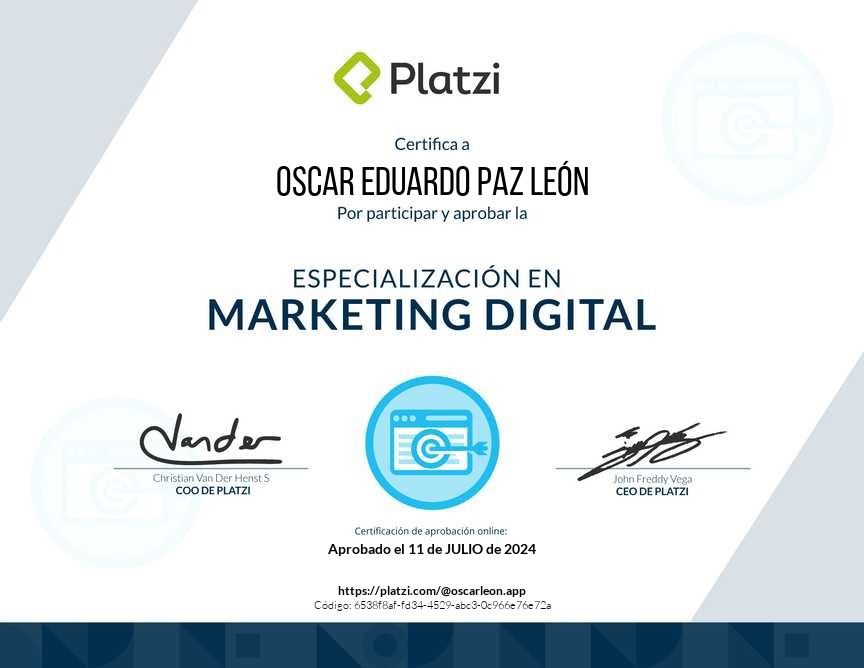 Platzi
Certifica a
OSCAR EDUARDO PAZ LEÓN
Por participar y aprobar la
ESPECIALIZACIÓN EN
MARKETING DIGITAL
Vander
Christian Van Der Henst S
COO DE PLATZI
John Freddy Vega
CEO DE PLATZI
Certificación de aprobación online:
Aprobado el 11 de JULIO de 2024
https://platzi.com/@oscarleon.app
Código: 6538f8af-fd34-4529-abc3-0c966e76e72a